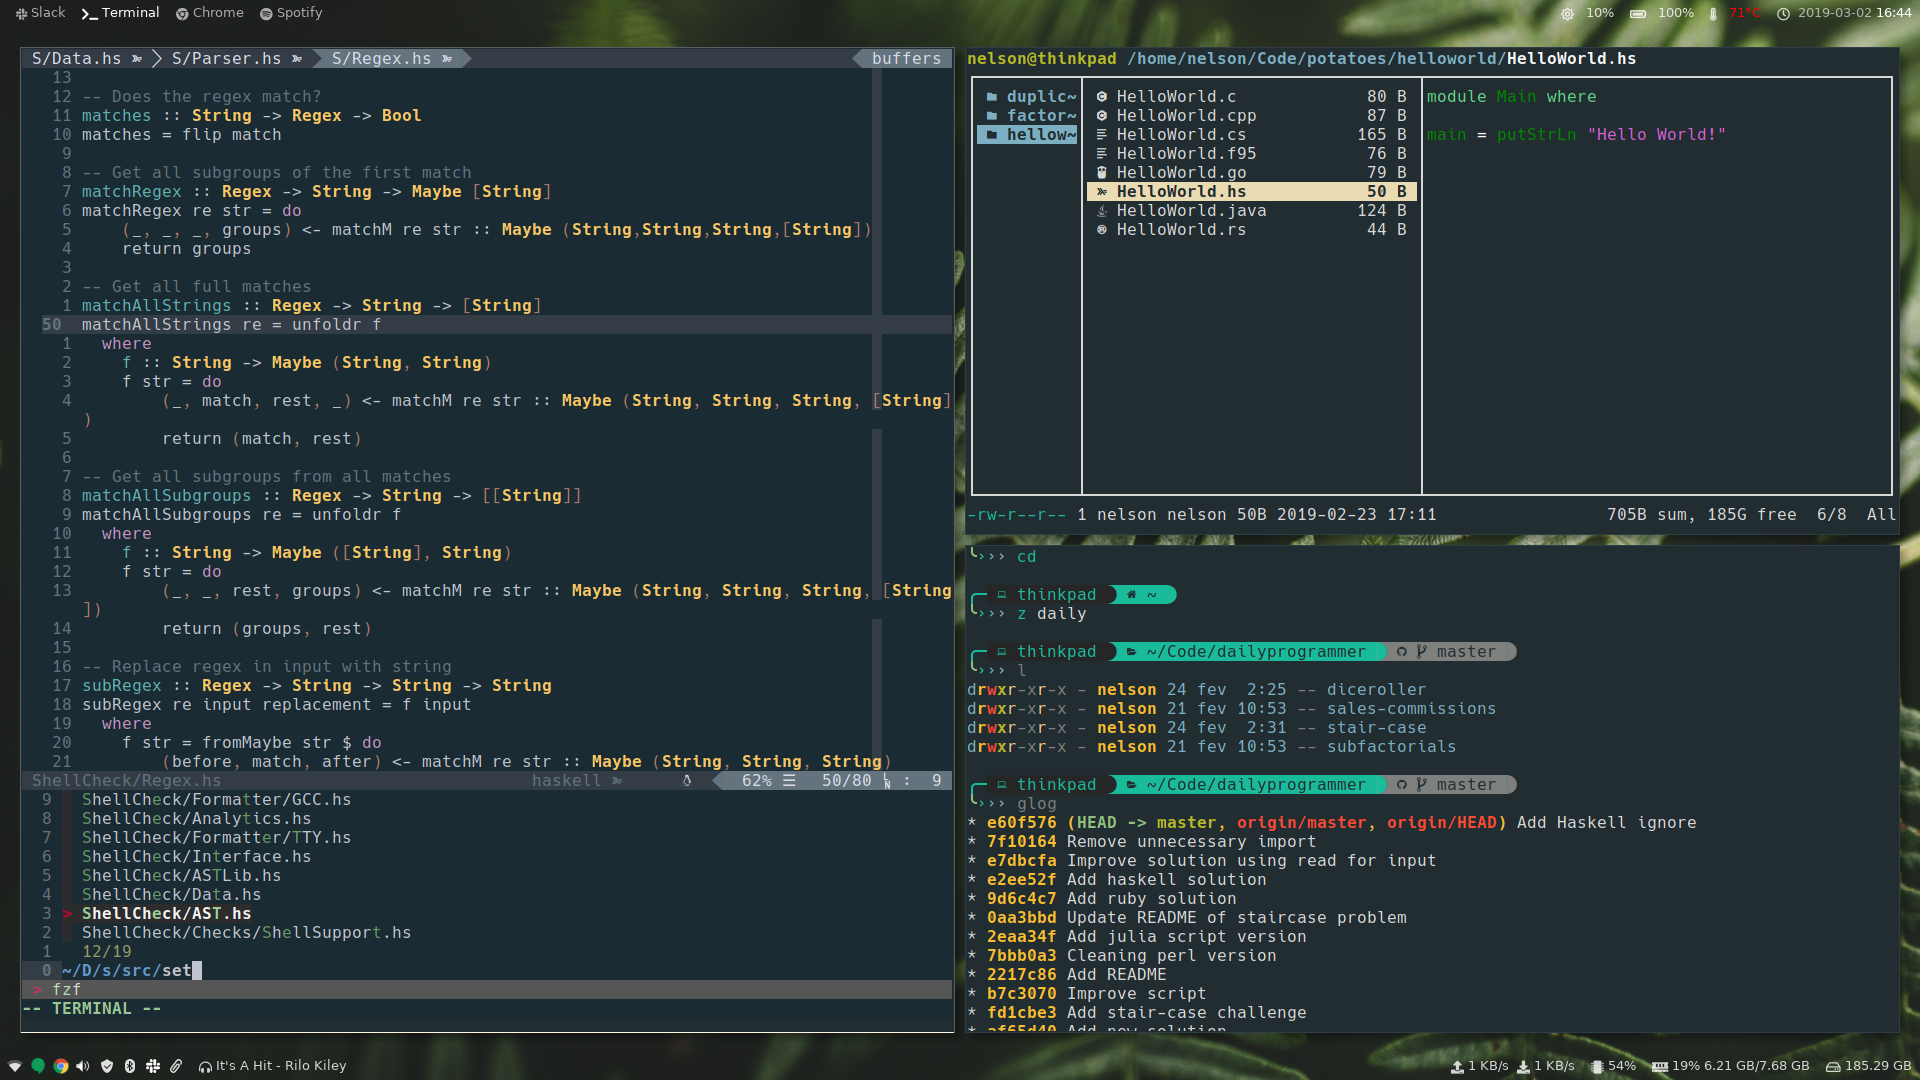 Slack Terminal Chrome Spotify 10% 100% 71°C 2019-03-02 16:44
S/Data.hs S/Parser.hs S/Regex.hs buffers
13
12 -- Does the regex match?
11 matches :: String -> Regex -> Bool
10 matches = flip match
9
8 -- Get all subgroups of the first match
7 matchRegex :: Regex -> String -> Maybe [String]
6 matchRegex re str = do
5 (_, _, _, groups) <- matchM re str :: Maybe (String,String,String,[String])
4 return groups
3
2 -- Get all full matches
1 matchAllStrings :: Regex -> String -> [String]
50 matchAllStrings re = unfoldr f
1 where
2 f :: String -> Maybe (String, String)
3 f str = do
4 (_, match, rest, _) <- matchM re str :: Maybe (String, String, String, [String]
)
5 return (match, rest)
6
7 -- Get all subgroups from all matches
8 matchAllSubgroups :: Regex -> String -> [[String]]
9 matchAllSubgroups re = unfoldr f
10 where
11 f :: String -> Maybe ([String], String)
12 f str = do
13 (_, _, rest, groups) <- matchM re str :: Maybe (String, String, String, [String
])
14 return (groups, rest)
15
16 -- Replace regex in input with string
17 subRegex :: Regex -> String -> String -> String
18 subRegex re input replacement = f input
19 where
20 f str = fromMaybe str $ do
21 (before, match, after) <- matchM re str :: Maybe (String, String, String)
ShellCheck/Regex.hs haskell 62% ☰ 50/80 : 9
9 ShellCheck/Formatter/GCC.hs
8 ShellCheck/Analytics.hs
7 ShellCheck/Formatter/TTY.hs
6 ShellCheck/Interface.hs
5 ShellCheck/ASTLib.hs
4 ShellCheck/Data.hs
3 > ShellCheck/AST.hs
2 ShellCheck/Checks/ShellSupport.hs
1 12/19
0 ~/D/s/src/set
> fzf
-- TERMINAL --
nelson@thinkpad /home/nelson/Code/potatoes/helloworld/HelloWorld.hs
duplic~
factor~
hellow~
HelloWorld.c 80 B
HelloWorld.cpp 87 B
HelloWorld.cs 165 B
HelloWorld.f95 76 B
HelloWorld.go 79 B
HelloWorld.hs 50 B
HelloWorld.java 124 B
HelloWorld.rs 44 B
module Main where
main = putStrLn "Hello World!"
-rw-r--r-- 1 nelson nelson 50B 2019-02-23 17:11 705B sum, 185G free 6/8 All
››› cd
thinkpad ~
››› z daily
thinkpad ~/Code/dailyprogrammer master
››› l
drwxr-xr-x - nelson 24 fev 2:25 -- diceroller
drwxr-xr-x - nelson 21 fev 10:53 -- sales-commissions
drwxr-xr-x - nelson 24 fev 2:31 -- stair-case
drwxr-xr-x - nelson 21 fev 10:53 -- subfactorials
thinkpad ~/Code/dailyprogrammer master
››› glog
* e60f576 (HEAD -> master, origin/master, origin/HEAD) Add Haskell ignore
* 7f10164 Remove unnecessary import
* e7dbcfa Improve solution using read for input
* e2ee52f Add haskell solution
* 9d6c4c7 Add ruby solution
* 0aa3bbd Update README of staircase problem
* 2eaa34f Add julia script version
* 7bbb0a3 Cleaning perl version
* 2217c86 Add README
* b7c3070 Improve script
* fd1cbe3 Add stair-case challenge
* af65d40 Add new solution
It's A Hit - Rilo Kiley 1 KB/s 1 KB/s 54% 19% 6.21 GB/7.68 GB 185.29 GB